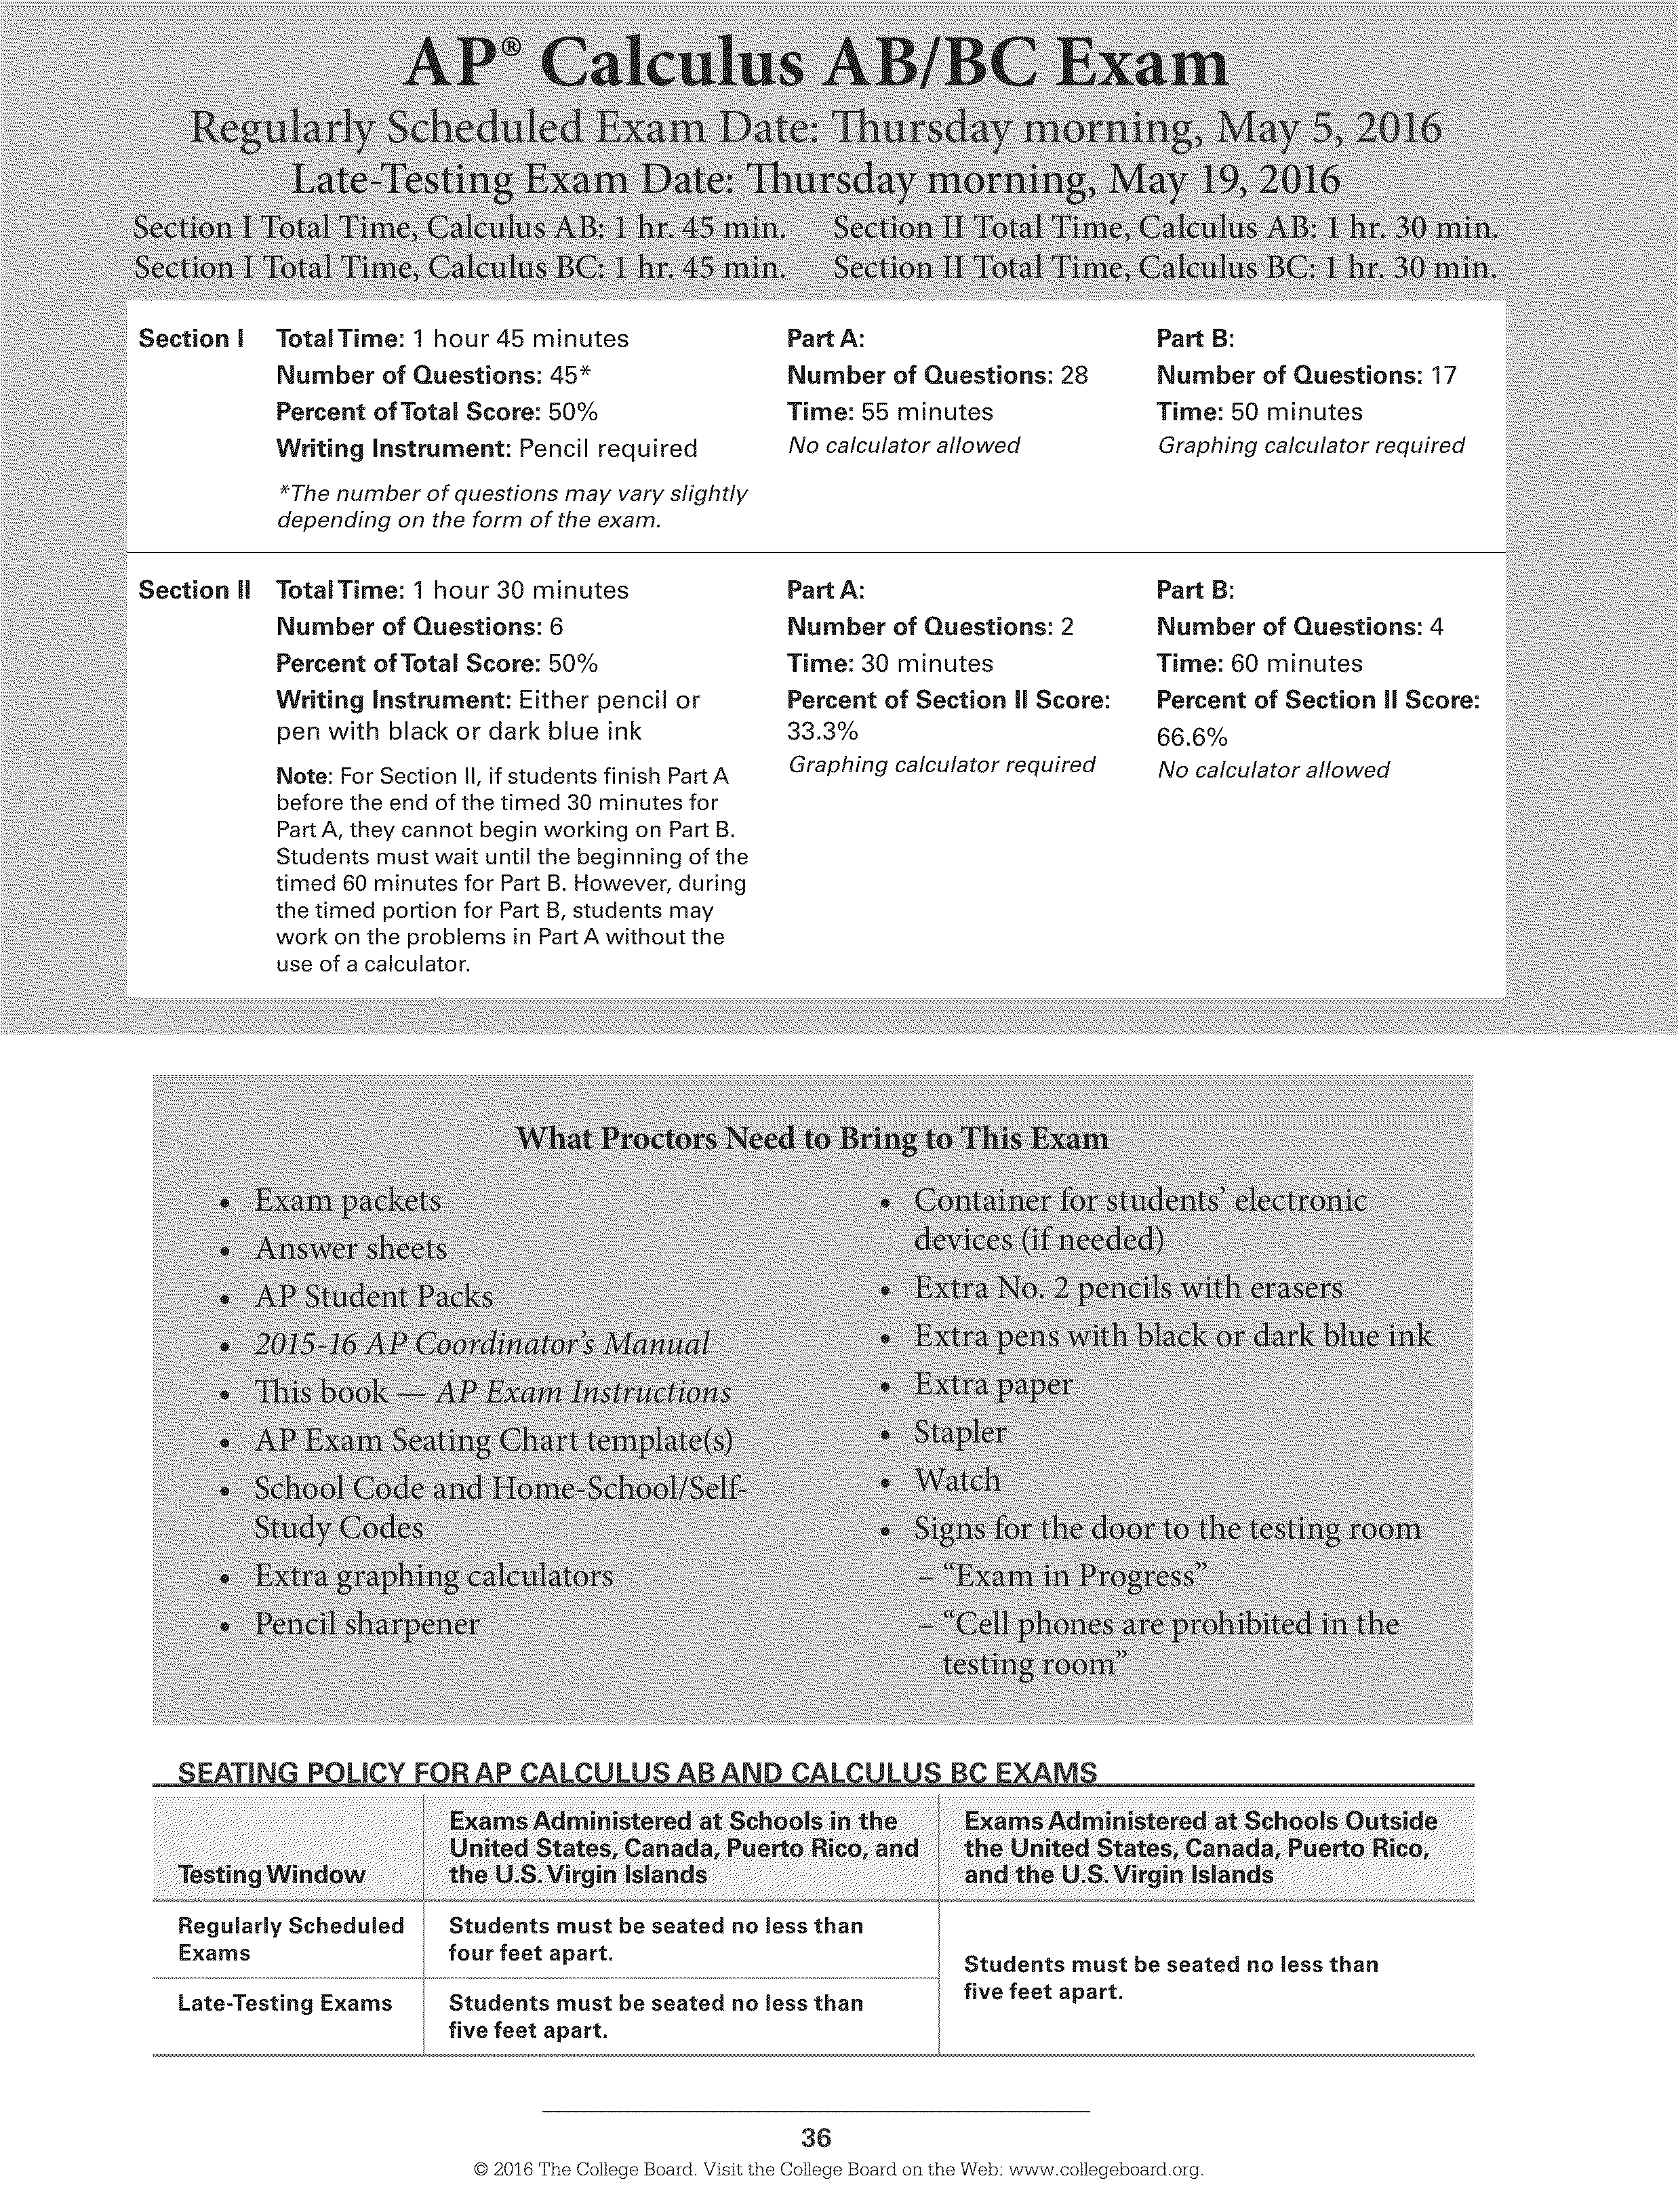 AP® Calculus AB/BC Exam
Regularly Scheduled Exam Date: Thursday morning, May 5, 2016
Late-Testing Exam Date: Thursday morning, May 19, 2016
Section I Total Time, Calculus AB: 1 hr. 45 min. Section II Total Time, Calculus AB: 1 hr. 30 min.
Section I Total Time, Calculus BC: 1 hr. 45 min. Section II Total Time, Calculus BC: 1 hr. 30 min.
Section I
Total Time: 1 hour 45 minutes
Number of Questions: 45*
Percent of Total Score: 50%
Writing Instrument: Pencil required
*The number of questions may vary slightly
depending on the form of the exam.
Part A:
Number of Questions: 28
Time: 55 minutes
No calculator allowed
Part B:
Number of Questions: 17
Time: 50 minutes
Graphing calculator required
Section II
Total Time: 1 hour 30 minutes
Number of Questions: 6
Percent of Total Score: 50%
Writing Instrument: Either pencil or
pen with black or dark blue ink
Note: For Section II, if students finish Part A
before the end of the timed 30 minutes for
Part A, they cannot begin working on Part B.
Students must wait until the beginning of the
timed 60 minutes for Part B. However, during
the timed portion for Part B, students may
work on the problems in Part A without the
use of a calculator.
Part A:
Number of Questions: 2
Time: 30 minutes
Percent of Section II Score:
33.3%
Graphing calculator required
Part B:
Number of Questions: 4
Time: 60 minutes
Percent of Section II Score:
66.6%
No calculator allowed
What Proctors Need to Bring to This Exam
• Exam packets
• Answer sheets
• AP Student Packs
• 2015-16 AP Coordinator's Manual
• This book — AP Exam Instructions
• AP Exam Seating Chart template(s)
• School Code and Home-School/Self-
Study Codes
• Extra graphing calculators
• Pencil sharpener
• Container for students' electronic
devices (if needed)
• Extra No. 2 pencils with erasers
• Extra pens with black or dark blue ink
• Extra paper
• Stapler
• Watch
• Signs for the door to the testing room
– "Exam in Progress"
– "Cell phones are prohibited in the
testing room"
SEATING POLICY FOR AP CALCULUS AB AND CALCULUS BC EXAMS
Testing Window
Exams Administered at Schools in the
United States, Canada, Puerto Rico, and
the U.S. Virgin Islands
Exams Administered at Schools Outside
the United States, Canada, Puerto Rico,
and the U.S. Virgin Islands
Regularly Scheduled
Exams
Students must be seated no less than
four feet apart.
Students must be seated no less than
five feet apart.
Late-Testing Exams
Students must be seated no less than
five feet apart.
36
© 2016 The College Board. Visit the College Board on the Web: www.collegeboard.org.